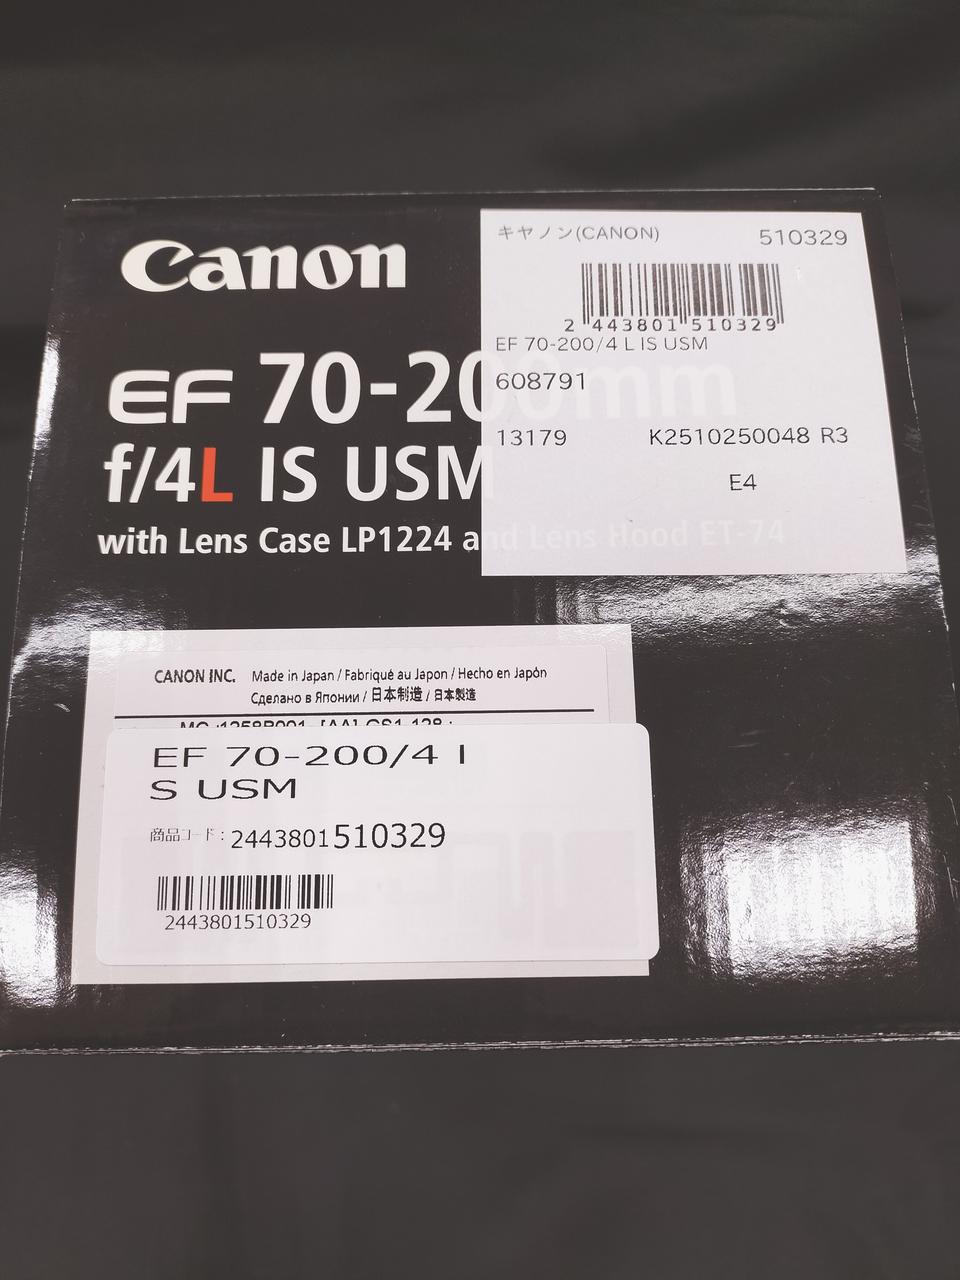 Canon
EF 70-200mm
f/4L IS USM
with Lens Case LP1224 and Lens Hood ET-74
キヤノン(CANON) 510329
2 443801 510329
EF 70-200/4 L IS USM
608791
13179 K2510250048 R3
E4
CANON INC. Made in Japan / Fabriqué au Japon / Hecho en Japón
Сделано в Японии / 日本制造 / 日本製造
EF 70-200/4 I
S USM
商品コード：2443801510329
2443801510329